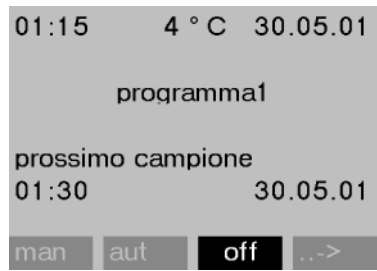 01:15 4 °C 30.05.01
programma1
prossimo campione
01:30 30.05.01
man aut off ..->